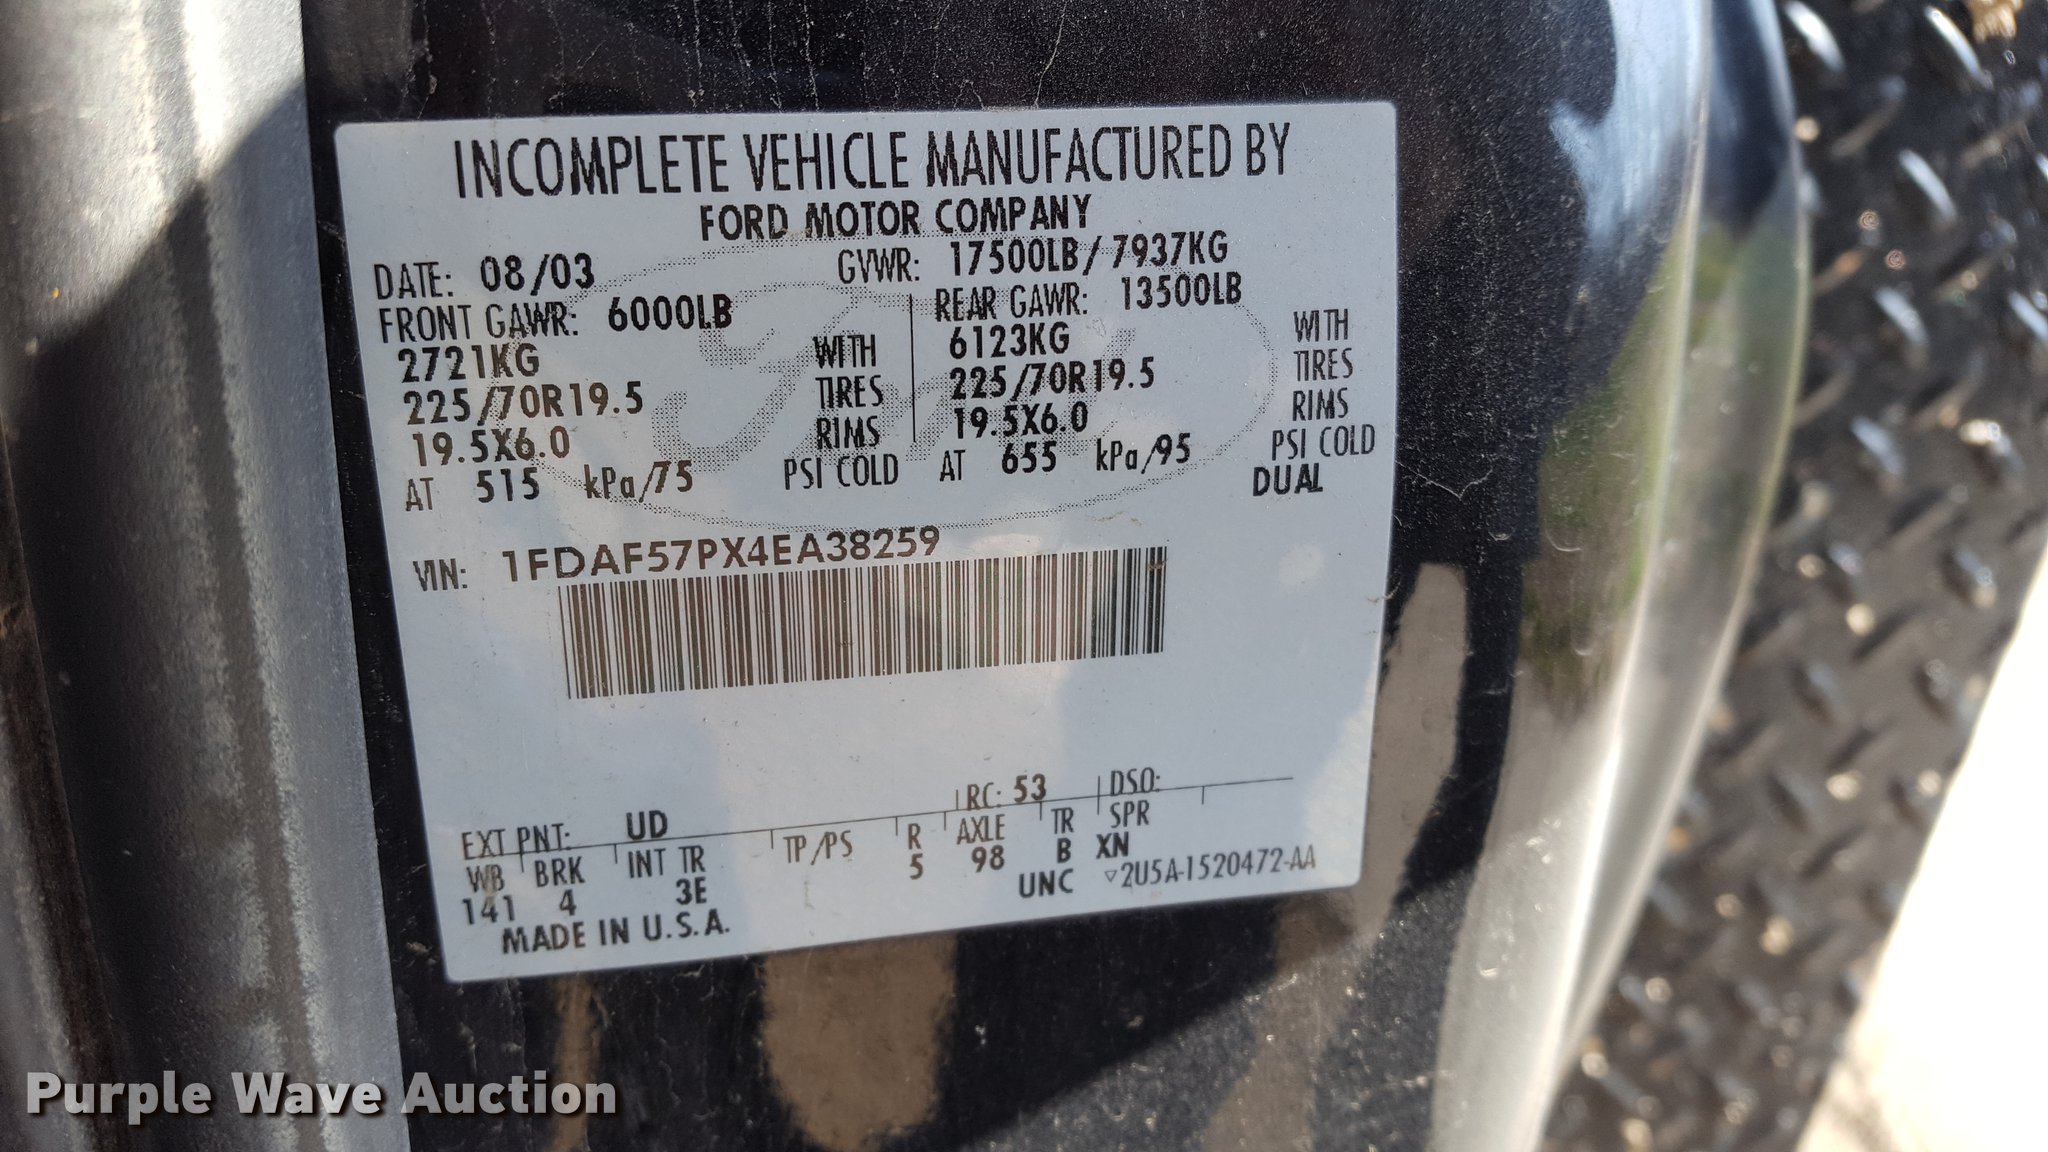 INCOMPLETE VEHICLE MANUFACTURED BY
FORD MOTOR COMPANY
DATE: 08/03 GVWR: 17500LB/7937KG
FRONT GAWR: 6000LB REAR GAWR: 13500LB
2721KG WITH 6123KG WITH
225/70R19.5 TIRES 225/70R19.5 TIRES
19.5X6.0 RIMS 19.5X6.0 RIMS
AT 515 kPa/75 PSI COLD AT 655 kPa/95 PSI COLD
DUAL
VIN: 1FDAF57PX4EA38259
EXT PNT: UD RC: 53 DSO:
WB BRK INT TR TP/PS R AXLE TR SPR
141 4 3E 5 98 B XN
MADE IN U.S.A. UNC ▿2U5A-1520472-AA
Ford
Purple Wave Auction